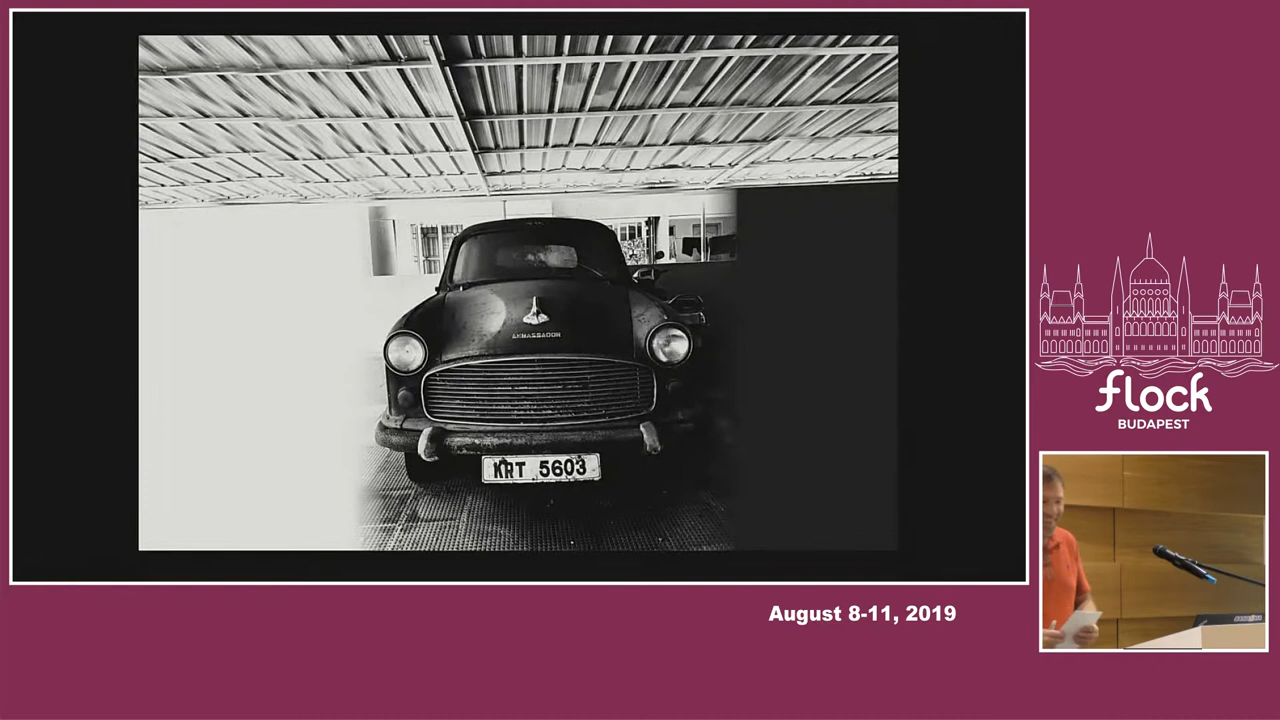 AMBASSADOR
KRT 5603
flock
BUDAPEST
August 8-11, 2019